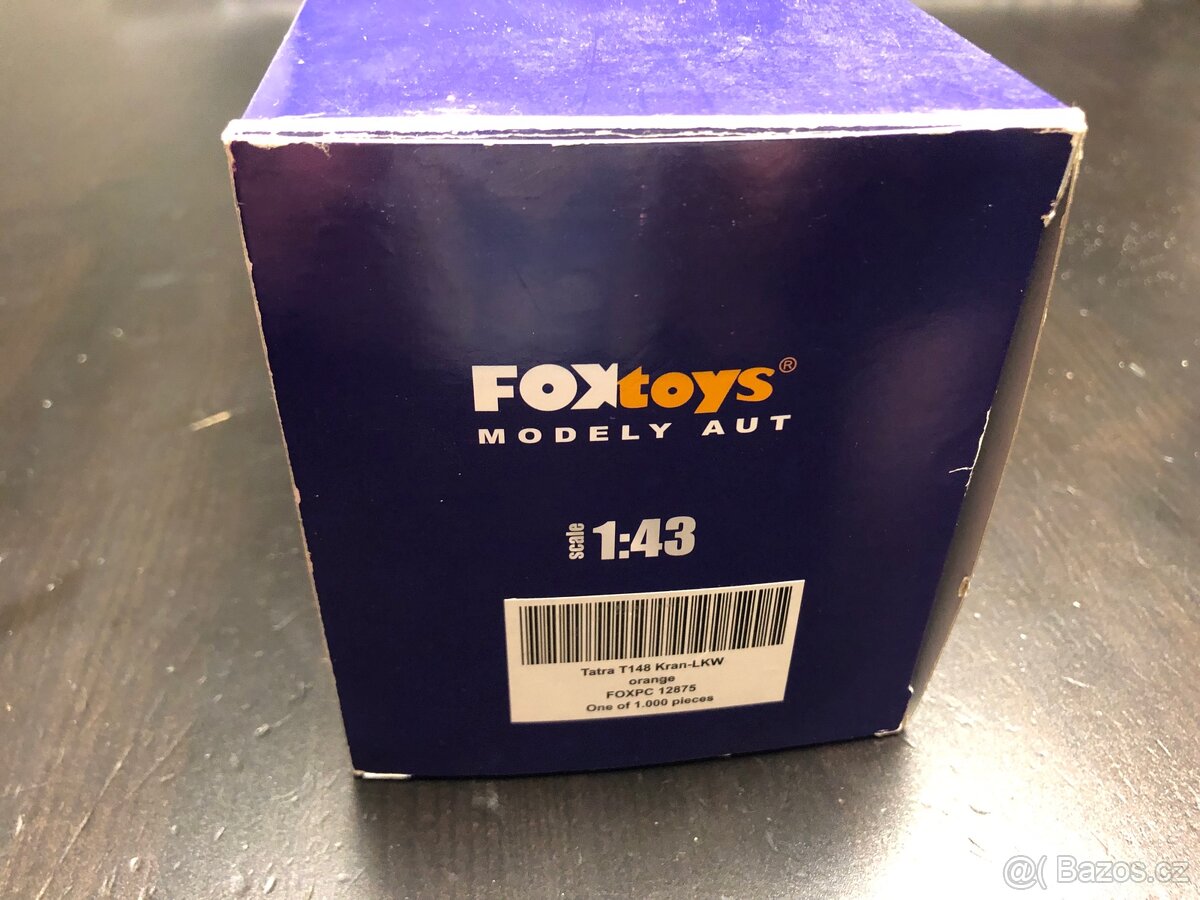 FOXtoys®
MODELY AUT
scale 1:43
Tatra T148 Kran-LKW
orange
FOXPC 12875
One of 1.000 pieces
@( Bazos.cz